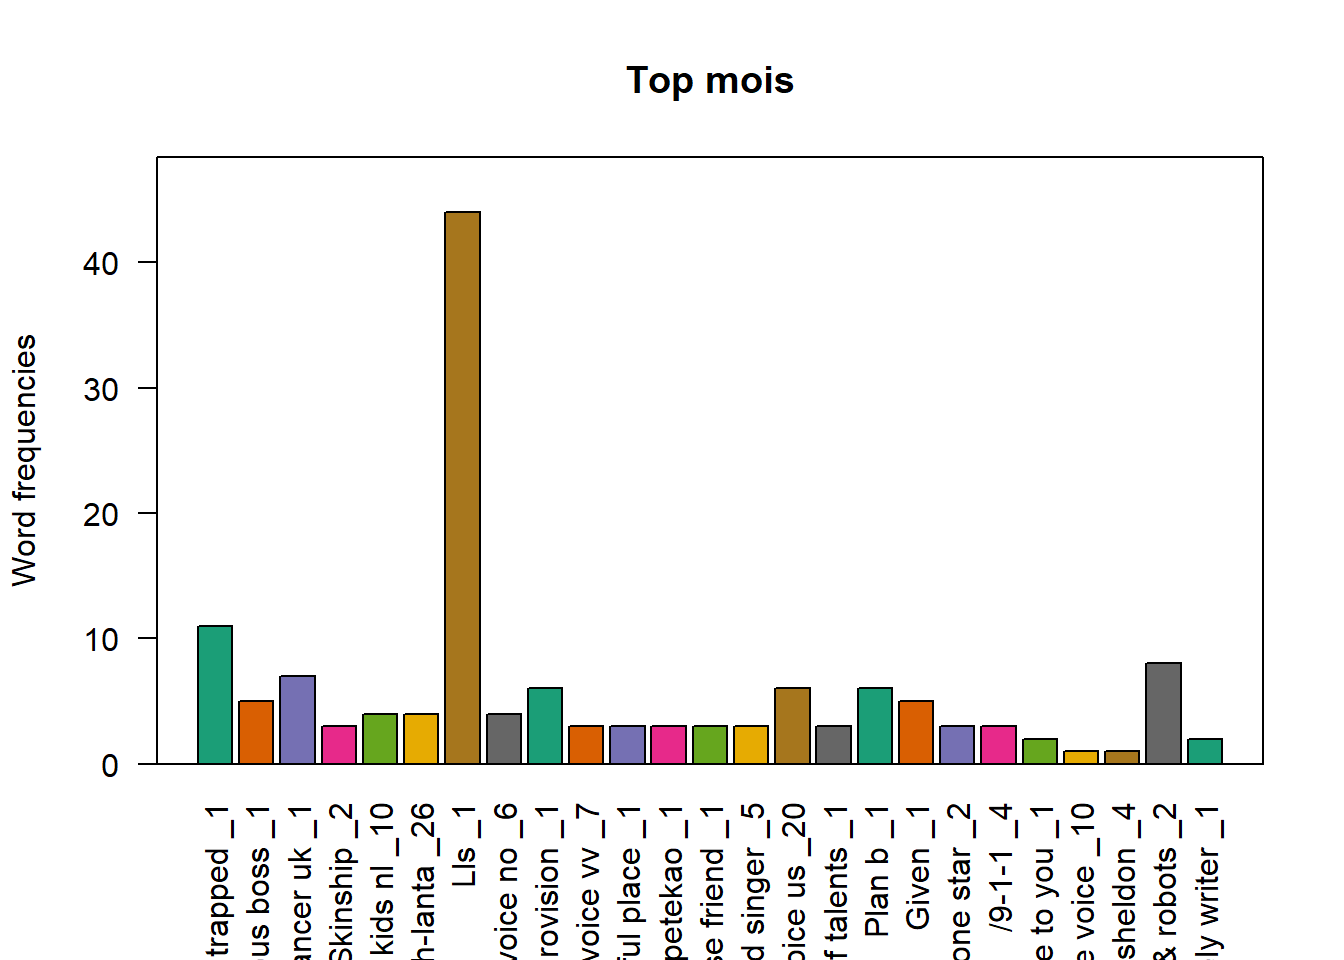 Top mois
Word frequencies
40
30
20
10
0
trapped _1
ous boss _1
ancer uk _1
Skinship _2
kids nl _10
h-lanta _26
Lls _1
voice no _6
rovision _1
voice vv _7
ful place _1
petekao _1
se friend _1
d singer _5
oice us _20
f talents _1
Plan b _1
Given _1
one star _2
/9-1-1 _4
e to you _1
e voice _10
sheldon _4
& robots _2
ly writer _1